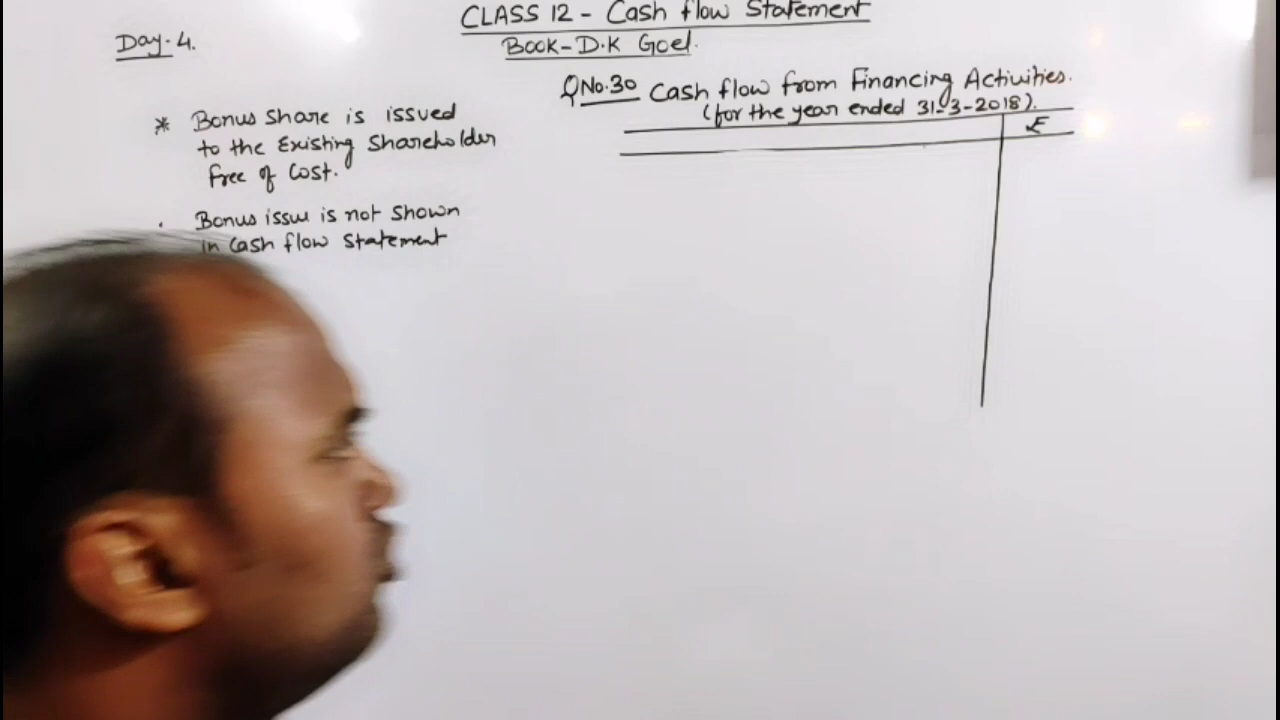 CLASS 12 - Cash flow Statement
Day-4.
BOOK-D.K Goel.
QNo.30 Cash flow from Financing Activities.
(for the year ended 31-3-2018).
₹
* Bonus share is issued
to the Existing Shareholder
free of Cost.
. Bonus issue is not shown
in Cash flow Statement